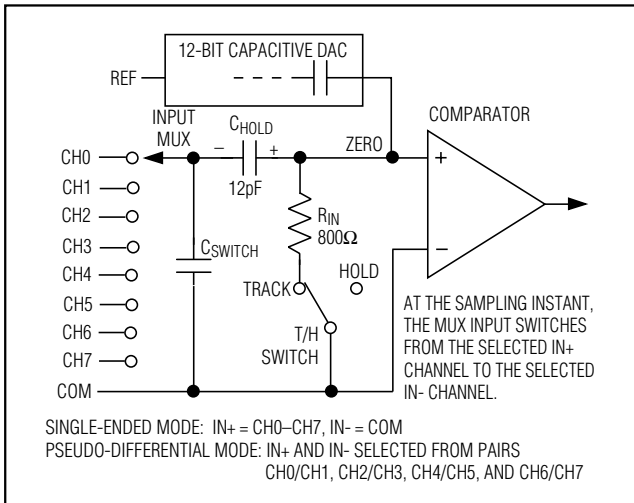 12-BIT CAPACITIVE DAC
REF
COMPARATOR
INPUT
MUX
CHOLD
– +
12pF
ZERO
+
CH0
CH1
CH2
CH3
CH4
CH5
CH6
CH7
COM
CSWITCH
RIN
800Ω
–
TRACK
HOLD
T/H
SWITCH
AT THE SAMPLING INSTANT,
THE MUX INPUT SWITCHES
FROM THE SELECTED IN+
CHANNEL TO THE SELECTED
IN- CHANNEL.
SINGLE-ENDED MODE: IN+ = CH0–CH7, IN- = COM
PSEUDO-DIFFERENTIAL MODE: IN+ AND IN- SELECTED FROM PAIRS
CH0/CH1, CH2/CH3, CH4/CH5, AND CH6/CH7